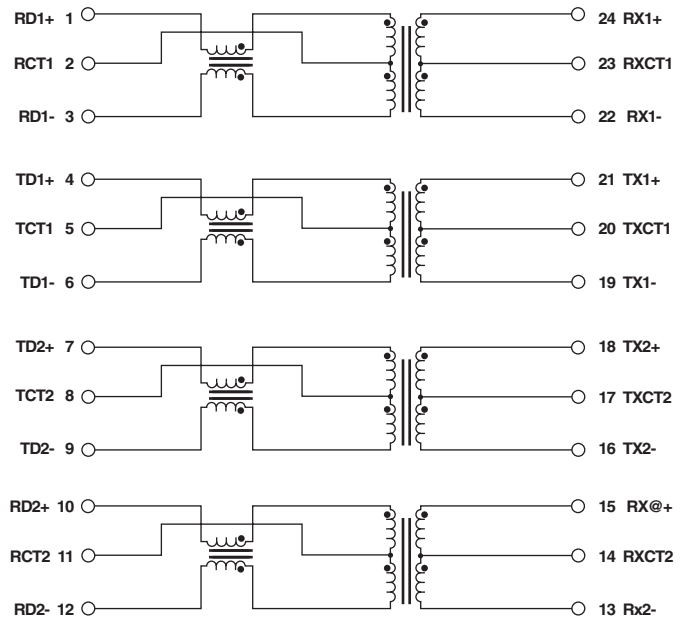 RD1+ 1 24 RX1+
RCT1 2 23 RXCT1
RD1- 3 22 RX1-
TD1+ 4 21 TX1+
TCT1 5 20 TXCT1
TD1- 6 19 TX1-
TD2+ 7 18 TX2+
TCT2 8 17 TXCT2
TD2- 9 16 TX2-
RD2+ 10 15 RX@+
RCT2 11 14 RXCT2
RD2- 12 13 Rx2-